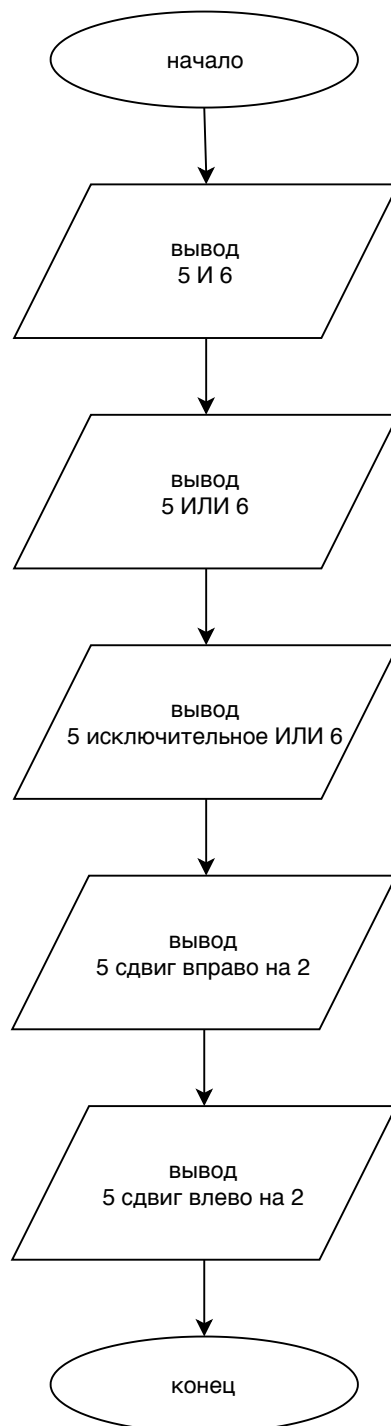 начало
вывод
5 И 6
вывод
5 ИЛИ 6
вывод
5 исключительное ИЛИ 6
вывод
5 сдвиг вправо на 2
вывод
5 сдвиг влево на 2
конец